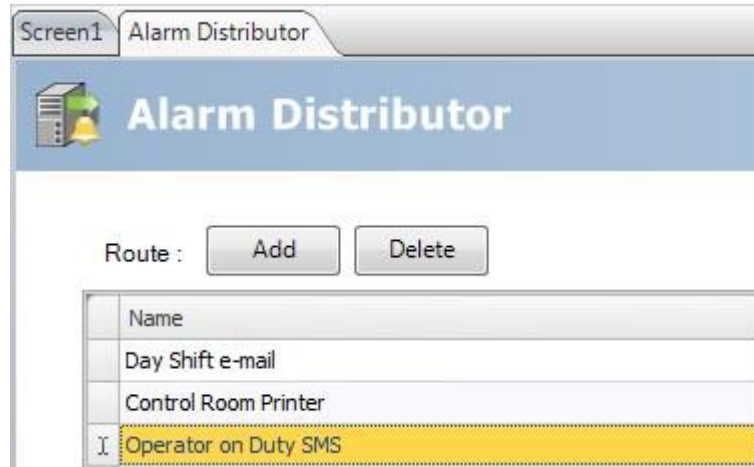 Screen1 Alarm Distributor
Alarm Distributor
Route : Add Delete
Name
Day Shift e-mail
Control Room Printer
Operator on Duty SMS